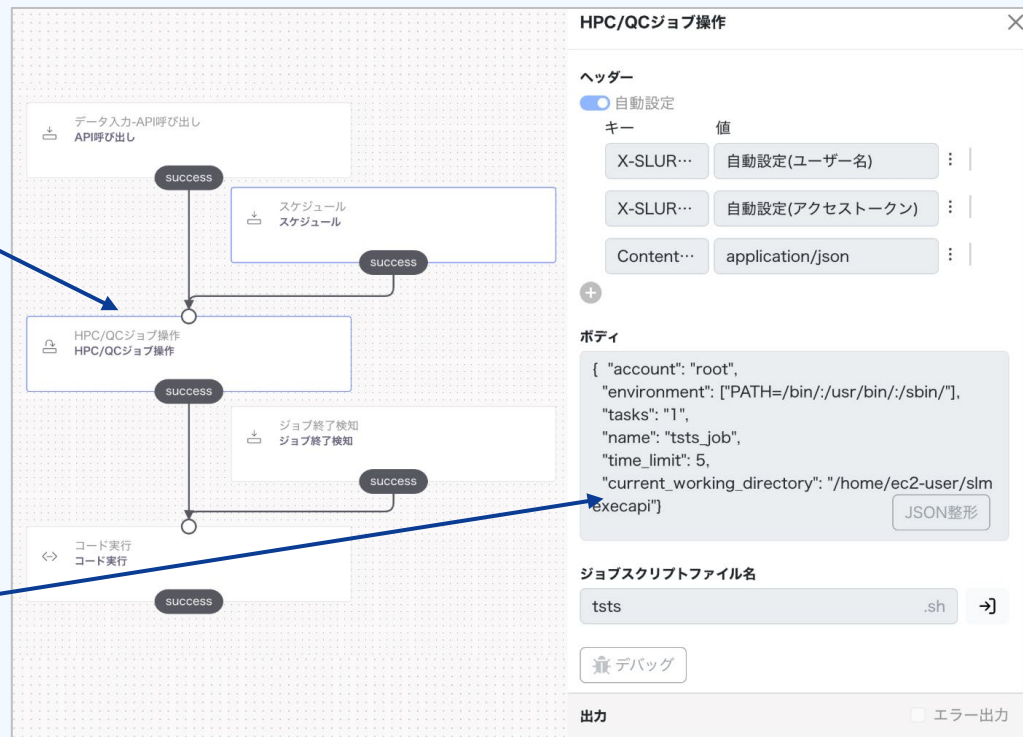 データ入力-API呼び出し
API呼び出し
success
スケジュール
スケジュール
success
HPC/QCジョブ操作
HPC/QCジョブ操作
success
ジョブ終了検知
ジョブ終了検知
success
コード実行
コード実行
success
HPC/QCジョブ操作
ヘッダー
自動設定
キー 値
X-SLUR… 自動設定(ユーザー名)
X-SLUR… 自動設定(アクセストークン)
Content… application/json
ボディ
{ "account": "root",
"environment": ["PATH=/bin/:/usr/bin/:/sbin/"],
"tasks": "1",
"name": "tsts_job",
"time_limit": 5,
"current_working_directory": "/home/ec2-user/slm
execapi"}
JSON整形
ジョブスクリプトファイル名
tsts .sh
デバッグ
出力 エラー出力